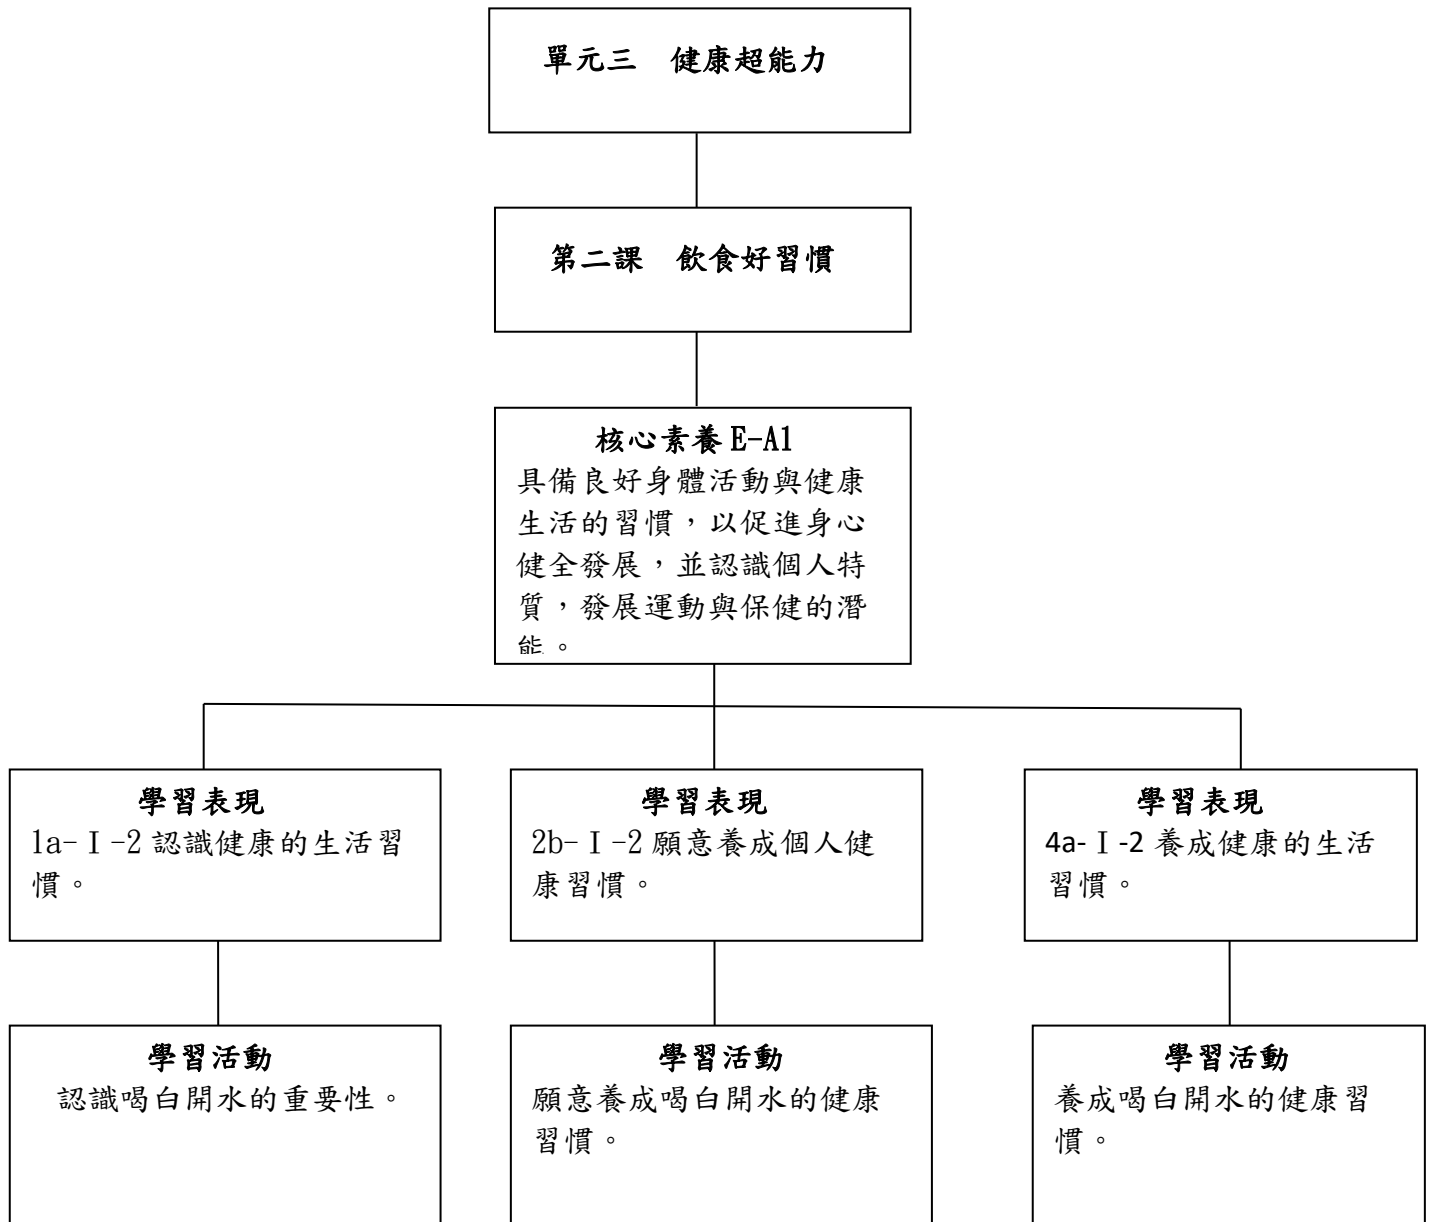 單元三　健康超能力
第二課　飲食好習慣
核心素養 E-A1
具備良好身體活動與健康
生活的習慣，以促進身心
健全發展，並認識個人特
質，發展運動與保健的潛
能。
學習表現
1a-Ⅰ-2 認識健康的生活習
慣。
學習表現
2b-Ⅰ-2 願意養成個人健
康習慣。
學習表現
4a-Ⅰ-2 養成健康的生活
習慣。
學習活動
認識喝白開水的重要性。
學習活動
願意養成喝白開水的健康
習慣。
學習活動
養成喝白開水的健康習
慣。